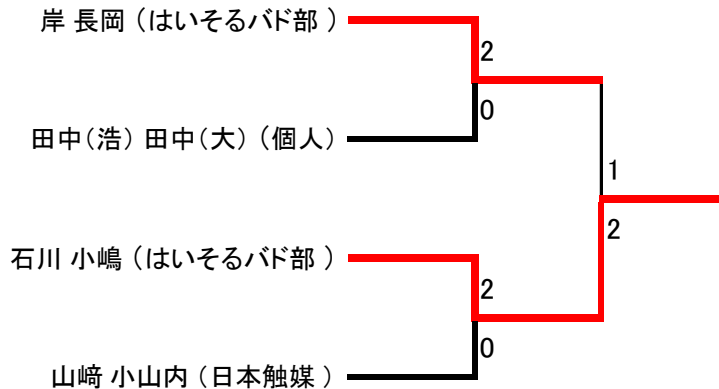 岸 長岡 （はいそるバド部 ）
2
0
田中（浩） 田中（大） （個人）
1
2
石川 小嶋 （はいそるバド部 ）
2
0
山﨑 小山内 （日本触媒 ）